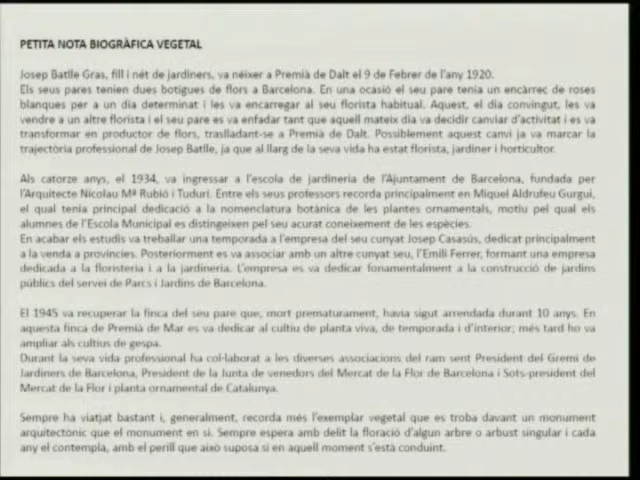 PETITA NOTA BIOGRÀFICA VEGETAL
Josep Batlle Gras, fill i nét de jardiners, va néixer a Premià de Dalt el 9 de Febrer de l'any 1920.
Els seus pares tenien dues botigues de flors a Barcelona. En una ocasió el seu pare tenia un encàrrec de roses
blanques per a un dia determinat i les va encarregar al seu florista habitual. Aquest, el dia convingut, les va
vendre a un altre florista i el seu pare es va enfadar tant que aquell mateix dia va decidir canviar d'activitat i es va
transformar en productor de flors, traslladant-se a Premià de Dalt. Possiblement aquest canvi ja va marcar la
trajectòria professional de Josep Batlle, ja que al llarg de la seva vida ha estat florista, jardiner i horticultor.
Als catorze anys, el 1934, va ingressar a l'escola de jardineria de l'Ajuntament de Barcelona, fundada per
l'Arquitecte Nicolau Mª Rubió i Tudurí. Entre els seus professors recorda principalment en Miquel Aldrufeu Gurgui,
el qual tenia principal dedicació a la nomenclatura botànica de les plantes ornamentals, motiu pel qual els
alumnes de l'Escola Municipal es distingeixen pel seu acurat coneixement de les espècies.
En acabar els estudis va treballar una temporada a l'empresa del seu cunyat Josep Casasús, dedicat principalment
a la venda a províncies. Posteriorment es va associar amb un altre cunyat seu, l'Emili Ferrer, formant una empresa
dedicada a la floristeria i a la jardineria. L'empresa es va dedicar fonamentalment a la construcció de jardins
públics del servei de Parcs i Jardins de Barcelona.
El 1945 va recuperar la finca del seu pare que, mort prematurament, havia sigut arrendada durant 10 anys. En
aquesta finca de Premià de Mar es va dedicar al cultiu de planta viva, de temporada i d'interior; més tard ho va
ampliar als cultius de gespa.
Durant la seva vida professional ha col·laborat a les diverses associacions del ram sent President del Gremi de
Jardiners de Barcelona, President de la Junta de venedors del Mercat de la Flor de Barcelona i Sots-president del
Mercat de la Flor i planta ornamental de Catalunya.
Sempre ha viatjat bastant i, generalment, recorda més l'exemplar vegetal que es troba davant un monument
arquitectònic que el monument en si. Sempre espera amb delit la floració d'algun arbre o arbust singular i cada
any el contempla, amb el perill que això suposa si en aquell moment s'està conduint.